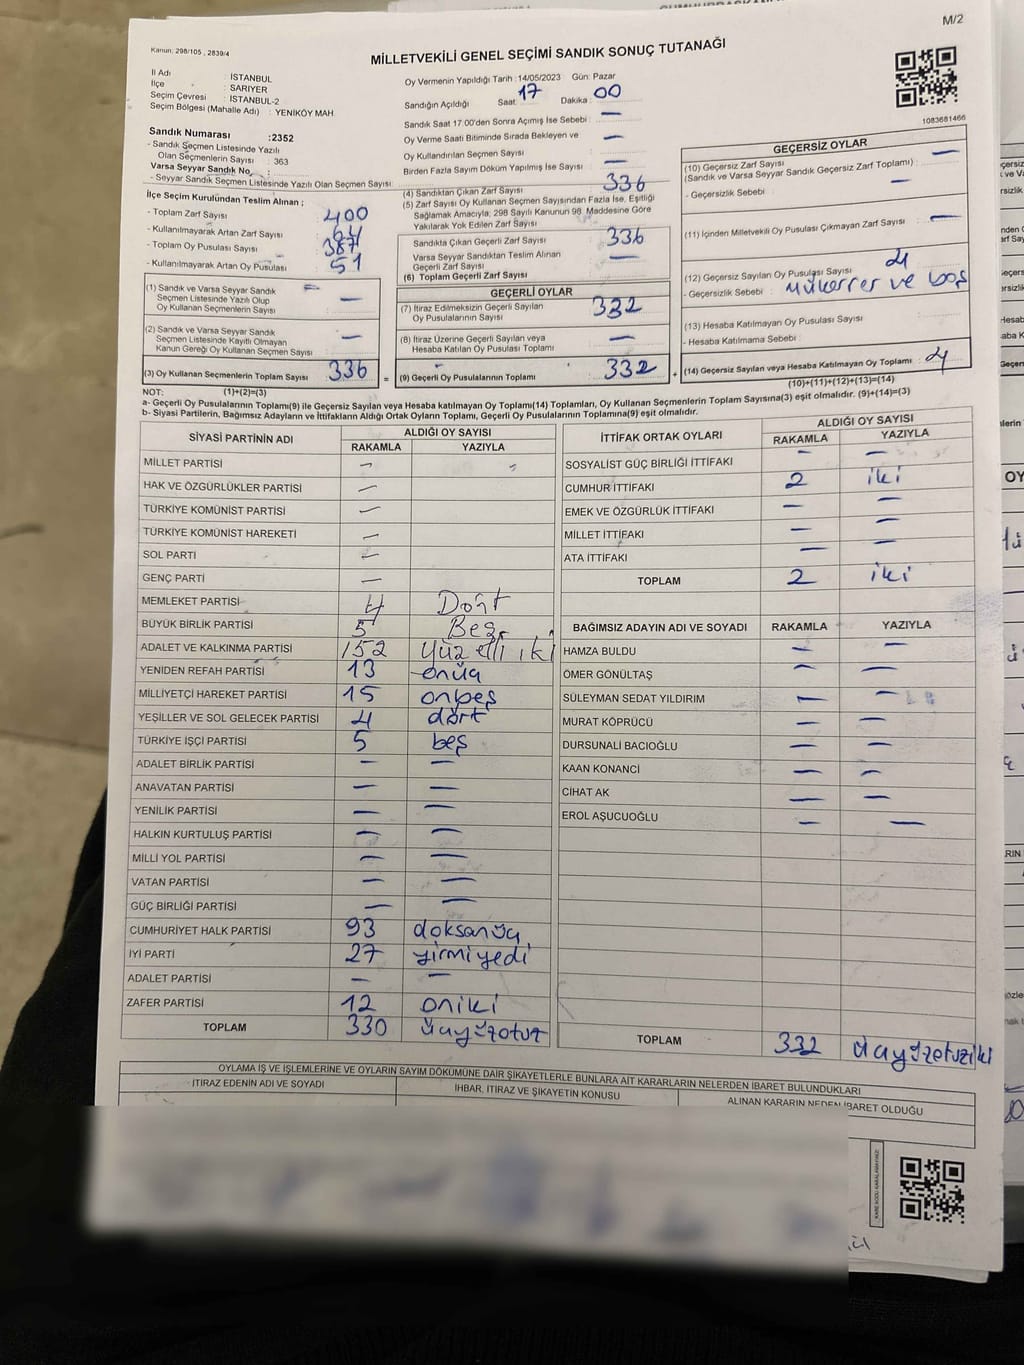 M/2
Kanun: 298/105 , 2839/4
MİLLETVEKİLİ GENEL SEÇİMİ SANDIK SONUÇ TUTANAĞI
1083681466
İl Adı : İSTANBUL
İlçe : SARIYER
Seçim Çevresi : İSTANBUL-2
Seçim Bölgesi (Mahalle Adı) : YENİKÖY MAH
Sandık Numarası :2352
- Sandık Seçmen Listesinde Yazılı
Olan Seçmenlerin Sayısı : 363
Varsa Seyyar Sandık No :
- Seyyar Sandık Seçmen Listesinde Yazılı Olan Seçmen Sayısı:
İlçe Seçim Kurulundan Teslim Alınan ;
- Toplam Zarf Sayısı : 400
- Kullanılmayarak Artan Zarf Sayısı : 64
- Toplam Oy Pusulası Sayısı : 387
- Kullanılmayarak Artan Oy Pusulası : 51
(1) Sandık ve Varsa Seyyar Sandık
Seçmen Listesinde Yazılı Olup
Oy Kullanan Seçmen Sayısı : —
(2) Sandık ve Varsa Seyyar Sandık
Seçmen Listesinde Kayıtlı Olmayan
Kanun Gereği Oy Kullanan Seçmen Sayısı : —
(3) Oy Kullanan Seçmenlerin Toplam Sayısı : 336
Oy Vermenin Yapıldığı Tarih :14/05/2023 Gün: Pazar
Sandığın Açıldığı Saat: 17 Dakika : 00
Sandık Saat 17.00'den Sonra Açımış İse Sebebi : —
Oy Verme Saati Bitiminde Sırada Bekleyen ve —
Oy Kullandırılan Seçmen Sayısı :
Birden Fazla Sayım Döküm Yapılmış İse Sayısı : —
(4) Sandıktan Çıkan Zarf Sayısı : 336
(5) Zarf Sayısı Oy Kullanan Seçmen Sayısından Fazla İse, Eşitliği
Sağlamak Amacıyla, 298 Sayılı Kanunun 98. Maddesine Göre
Yakılarak Yok Edilen Zarf Sayısı :
Sandıkta Çıkan Geçerli Zarf Sayısı : 336
Varsa Seyyar Sandıktan Teslim Alınan
Geçerli Zarf Sayısı : —
(6) Toplam Geçerli Zarf Sayısı :
GEÇERLİ OYLAR
(7) İtiraz Edilmeksizin Geçerli Sayılan
Oy Pusulalarının Sayısı : 332
(8) İtiraz Üzerine Geçerli Sayılan veya
Hesaba Katılan Oy Pusulası Toplamı : —
= (9) Geçerli Oy Pusulalarının Toplamı : 332 +
GEÇERSİZ OYLAR
(10) Geçersiz Zarf Sayısı : —
(Sandık ve Varsa Seyyar Sandık Geçersiz Zarf Toplamı)
- Geçersizlik Sebebi : —
(11) İçinden Milletvekili Oy Pusulası Çıkmayan Zarf Sayısı : —
(12) Geçersiz Sayılan Oy Pusulası Sayısı : 4
- Geçersizlik Sebebi : Mükerrer ve boş
(13) Hesaba Katılmayan Oy Pusulası Sayısı :
- Hesaba Katılmama Sebebi :
(14) Geçersiz Sayılan veya Hesaba Katılmayan Oy Toplamı : 4
NOT: (1)+(2)=(3)
(10)+(11)+(12)+(13)=(14)
a- Geçerli Oy Pusulalarının Toplamı(9) ile Geçersiz Sayılan veya Hesaba katılmayan Oy Toplamı(14) Toplamları, Oy Kullanan Seçmenlerin Toplam Sayısına(3) eşit olmalıdır. (9)+(14)=(3)
b- Siyasi Partilerin, Bağımsız Adayların ve İttifakların Aldığı Ortak Oyların Toplamı, Geçerli Oy Pusulalarının Toplamına(9) eşit olmalıdır.
SİYASİ PARTİNİN ADI ALDIĞI OY SAYISI
RAKAMLA YAZIYLA
MİLLET PARTİSİ —
HAK VE ÖZGÜRLÜKLER PARTİSİ —
TÜRKİYE KOMÜNİST PARTİSİ —
TÜRKİYE KOMÜNİST HAREKETİ —
SOL PARTİ —
GENÇ PARTİ —
MEMLEKET PARTİSİ 4 Dört
BÜYÜK BİRLİK PARTİSİ 5 Beş
ADALET VE KALKINMA PARTİSİ 152 Yüz elli iki
YENİDEN REFAH PARTİSİ 13 onüç
MİLLİYETÇİ HAREKET PARTİSİ 15 onbeş
YEŞİLLER VE SOL GELECEK PARTİSİ 4 dört
TÜRKİYE İŞÇİ PARTİSİ 5 beş
ADALET BİRLİK PARTİSİ — —
ANAVATAN PARTİSİ — —
YENİLİK PARTİSİ — —
HALKIN KURTULUŞ PARTİSİ — —
MİLLİ YOL PARTİSİ — —
VATAN PARTİSİ — —
GÜÇ BİRLİĞİ PARTİSİ — —
CUMHURİYET HALK PARTİSİ 93 doksanüç
İYİ PARTİ 27 yirmiyedi
ADALET PARTİSİ — —
ZAFER PARTİSİ 12 oniki
TOPLAM 330 üçyüzotuz
İTTİFAK ORTAK OYLARI ALDIĞI OY SAYISI
RAKAMLA YAZIYLA
SOSYALİST GÜÇ BİRLİĞİ İTTİFAKI — —
CUMHUR İTTİFAKI 2 iki
EMEK VE ÖZGÜRLÜK İTTİFAKI — —
MİLLET İTTİFAKI — —
ATA İTTİFAKI — —
TOPLAM 2 iki
BAĞIMSIZ ADAYIN ADI VE SOYADI RAKAMLA YAZIYLA
HAMZA BULDU — —
ÖMER GÖNÜLTAŞ — —
SÜLEYMAN SEDAT YILDIRIM — —
MURAT KÖPRÜCÜ — —
DURSUNALİ BACIOĞLU — —
KAAN KONANCİ — —
CİHAT AK — —
EROL AŞUCUOĞLU — —
TOPLAM 332 üçyüzotuziki
OYLAMA İŞ VE İŞLEMLERİNE VE OYLARIN SAYIM DÖKÜMÜNE DAİR ŞİKAYETLERLE BUNLARA AİT KARARLARIN NELERDEN İBARET BULUNDUKLARI
İTİRAZ EDENİN ADI VE SOYADI İHBAR, İTİRAZ VE ŞİKAYETİN KONUSU ALINAN KARARIN NEDEN İBARET OLDUĞU